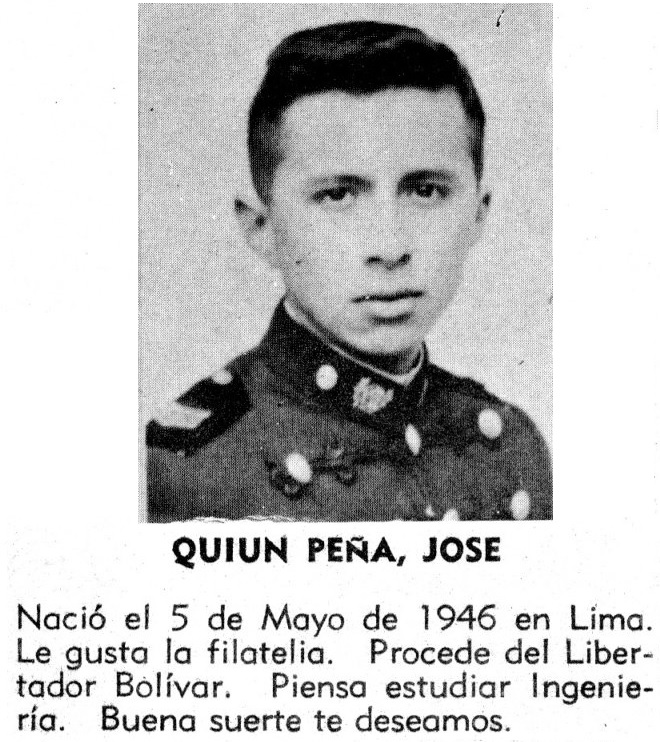 QUIUN PEÑA, JOSE
Nació el 5 de Mayo de 1946 en Lima.
Le gusta la filatelia. Procede del Liber-
tador Bolívar. Piensa estudiar Ingenie-
ría. Buena suerte te deseamos.